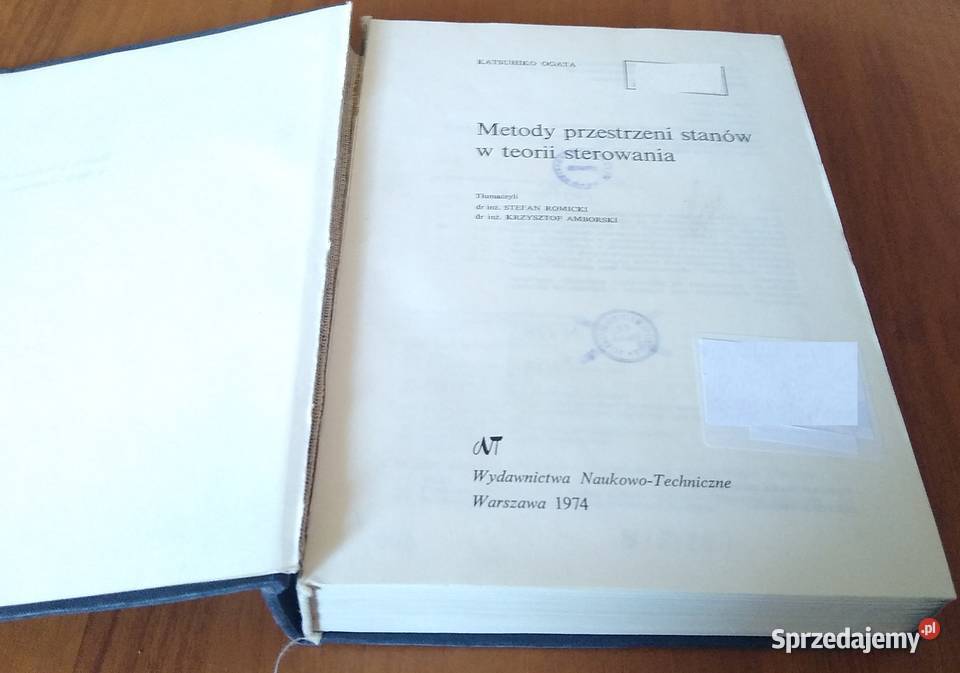 KATSUHIKO OGATA
Metody przestrzeni stanów
w teorii sterowania
Tłumaczyli
dr inż. STEFAN ROMICKI
dr inż. KRZYSZTOF AMBORSKI
WNT
Wydawnictwa Naukowo-Techniczne
Warszawa 1974
Sprzedajemy.pl